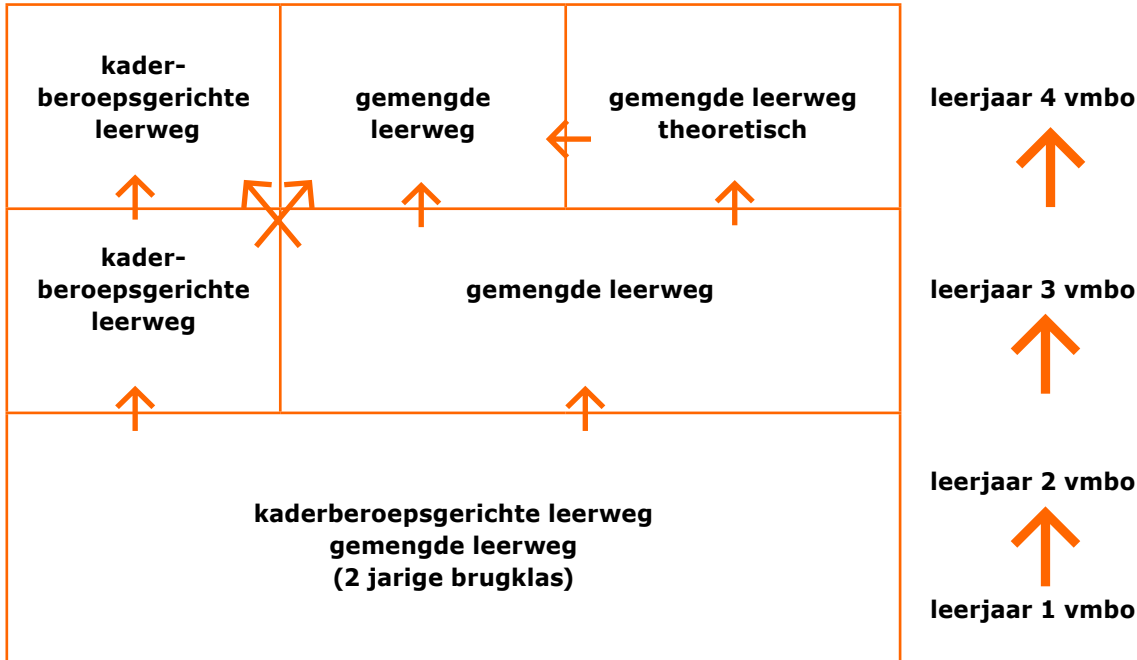 kader-
beroepsgerichte
leerweg
gemengde
leerweg
gemengde leerweg
theoretisch
leerjaar 4 vmbo
kader-
beroepsgerichte
leerweg
gemengde leerweg
leerjaar 3 vmbo
kaderberoepsgerichte leerweg
gemengde leerweg
(2 jarige brugklas)
leerjaar 2 vmbo
leerjaar 1 vmbo